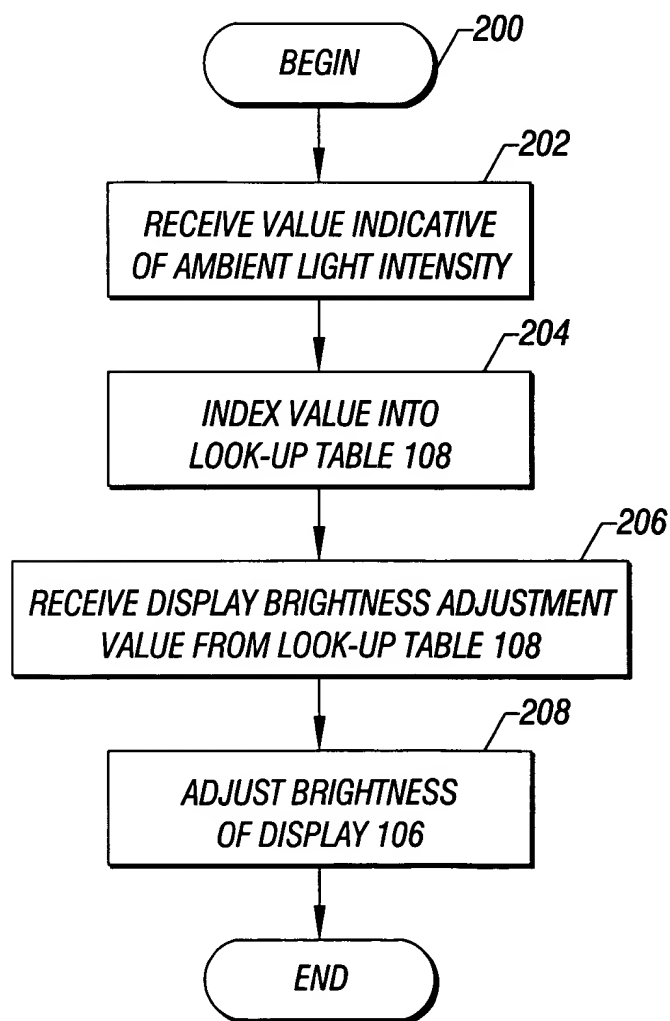 BEGIN
200
202
RECEIVE VALUE INDICATIVE
OF AMBIENT LIGHT INTENSITY
204
INDEX VALUE INTO
LOOK-UP TABLE 108
206
RECEIVE DISPLAY BRIGHTNESS ADJUSTMENT
VALUE FROM LOOK-UP TABLE 108
208
ADJUST BRIGHTNESS
OF DISPLAY 106
END